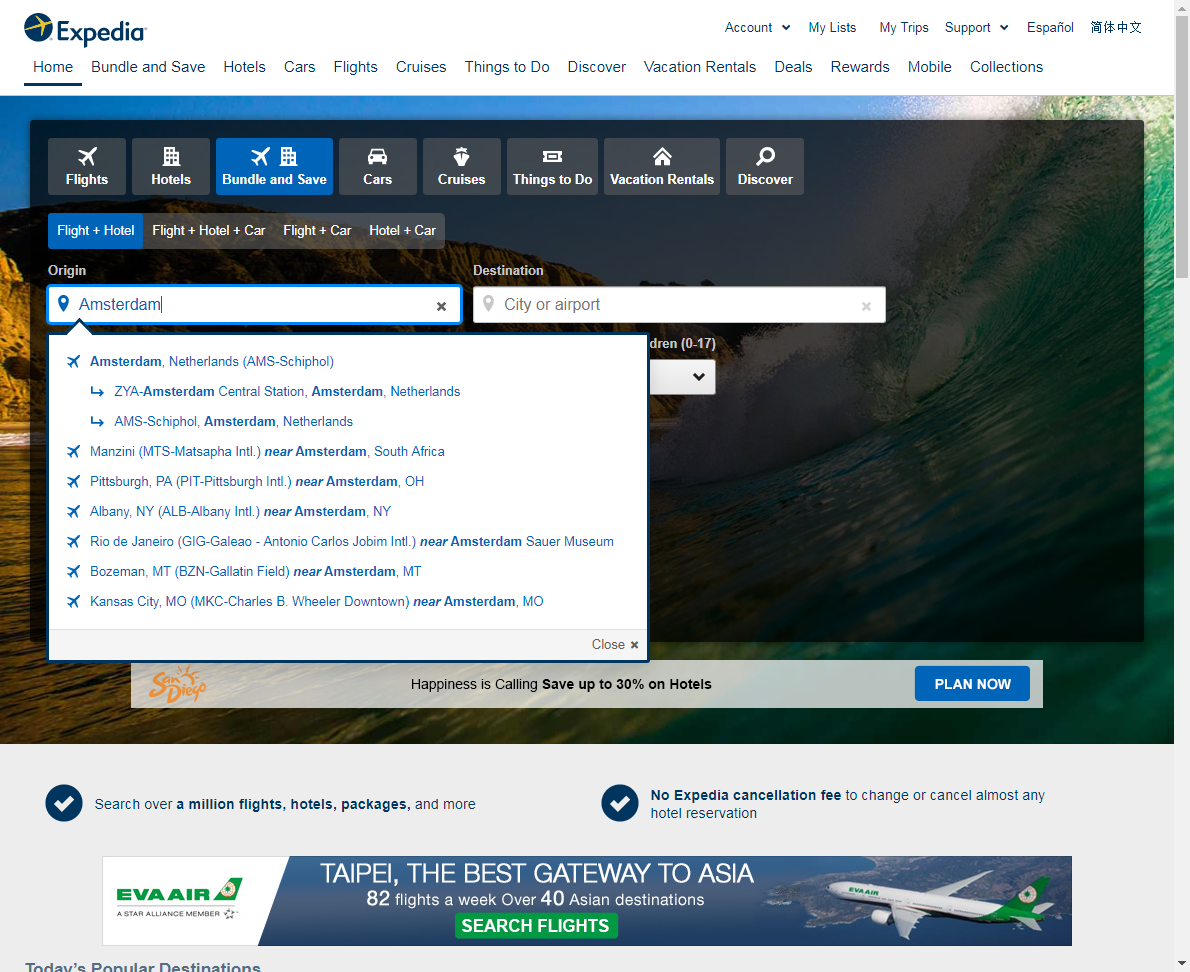 Expedia
Account My Lists My Trips Support Español 简体中文
Home Bundle and Save Hotels Cars Flights Cruises Things to Do Discover Vacation Rentals Deals Rewards Mobile Collections
Flights Hotels Bundle and Save Cars Cruises Things to Do Vacation Rentals Discover
Flight + Hotel Flight + Hotel + Car Flight + Car Hotel + Car
Origin Destination
Amsterdam City or airport
dren (0-17)
Amsterdam, Netherlands (AMS-Schiphol)
ZYA-Amsterdam Central Station, Amsterdam, Netherlands
AMS-Schiphol, Amsterdam, Netherlands
Manzini (MTS-Matsapha Intl.) near Amsterdam, South Africa
Pittsburgh, PA (PIT-Pittsburgh Intl.) near Amsterdam, OH
Albany, NY (ALB-Albany Intl.) near Amsterdam, NY
Rio de Janeiro (GIG-Galeao - Antonio Carlos Jobim Intl.) near Amsterdam Sauer Museum
Bozeman, MT (BZN-Gallatin Field) near Amsterdam, MT
Kansas City, MO (MKC-Charles B. Wheeler Downtown) near Amsterdam, MO
Close
San Diego
Happiness is Calling Save up to 30% on Hotels
PLAN NOW
Search over a million flights, hotels, packages, and more
No Expedia cancellation fee to change or cancel almost any
hotel reservation
EVA AIR
A STAR ALLIANCE MEMBER
TAIPEI, THE BEST GATEWAY TO ASIA
82 flights a week Over 40 Asian destinations
SEARCH FLIGHTS
EVA AIR
Today's Popular Destinations